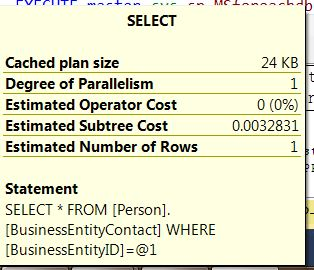 EXECUTE master.sys.sp_MSforeachdb
SELECT
Cached plan size 24 KB
Degree of Parallelism 1
Estimated Operator Cost 0 (0%)
Estimated Subtree Cost 0.0032831
Estimated Number of Rows 1
Statement
SELECT * FROM [Person].
[BusinessEntityContact] WHERE
[BusinessEntityID]=@1